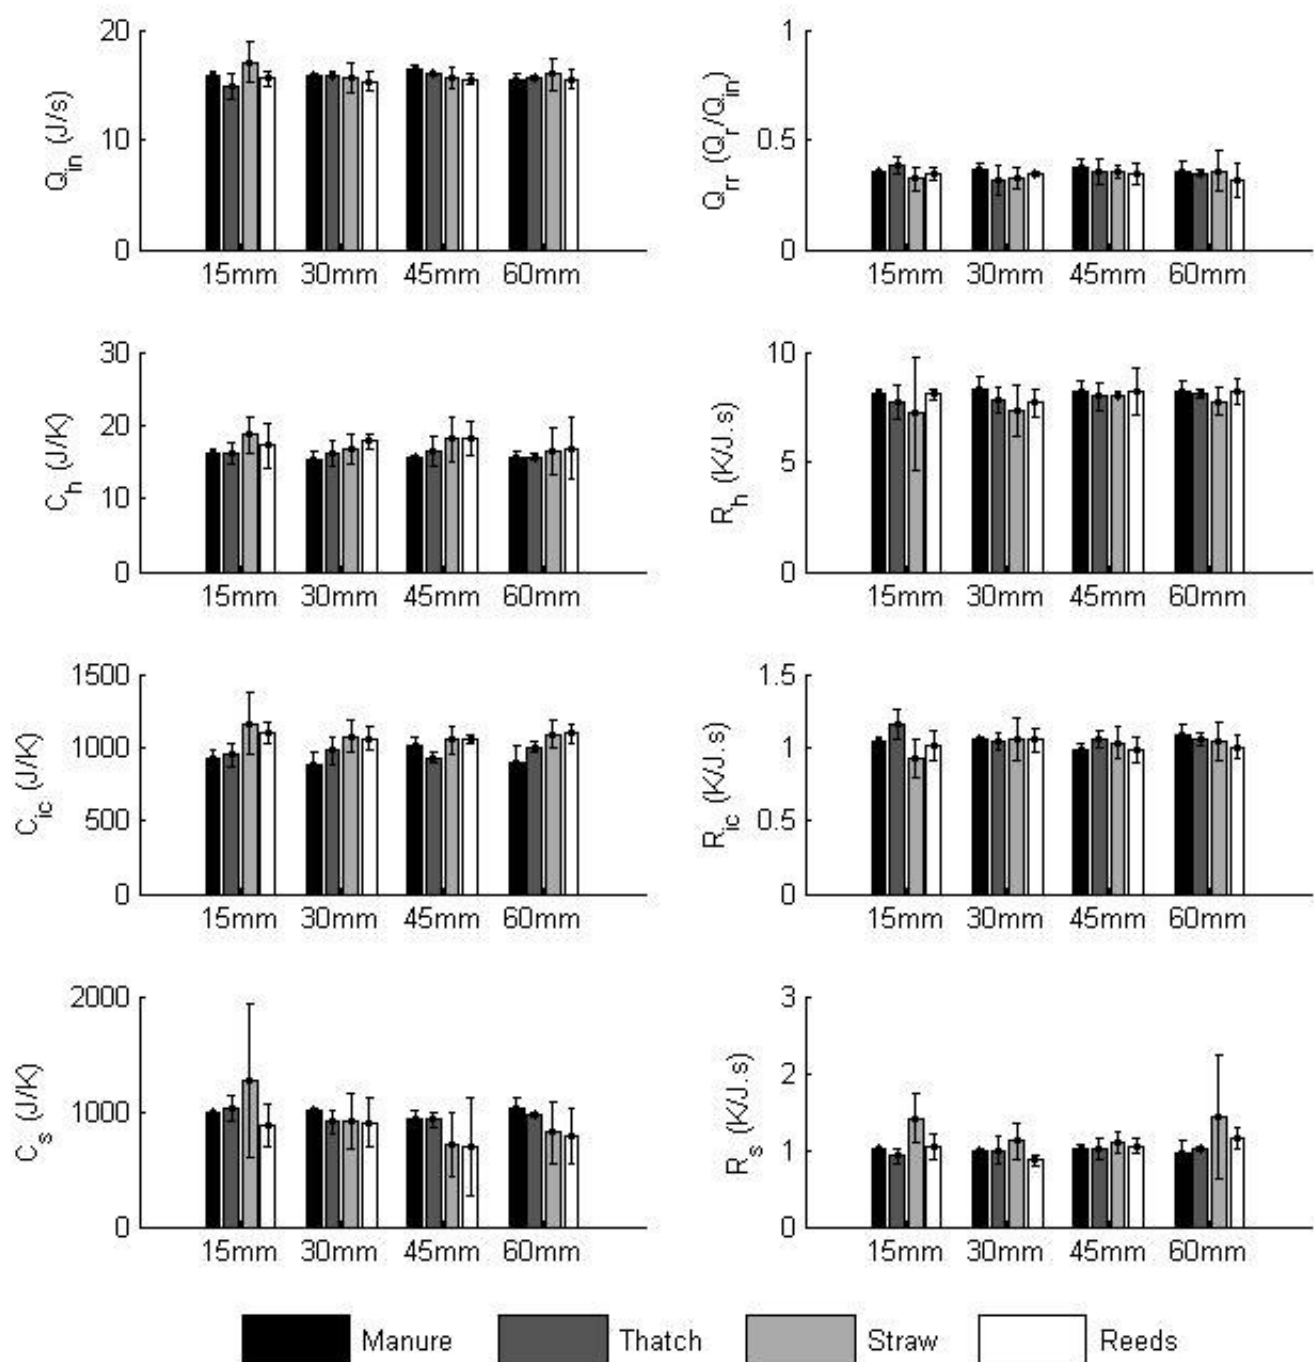 Q_in (J/s)
20
10
0
15mm 30mm 45mm 60mm
Q_rr (Q_r/Q_in)
1
0.5
0
15mm 30mm 45mm 60mm
C_h (J/K)
30
20
10
0
15mm 30mm 45mm 60mm
R_h (K/J.s)
10
5
0
15mm 30mm 45mm 60mm
C_ic (J/K)
1500
1000
500
0
15mm 30mm 45mm 60mm
R_ic (K/J.s)
1.5
1
0.5
0
15mm 30mm 45mm 60mm
C_s (J/K)
2000
1000
0
15mm 30mm 45mm 60mm
R_s (K/J.s)
3
2
1
0
15mm 30mm 45mm 60mm
Manure Thatch Straw Reeds